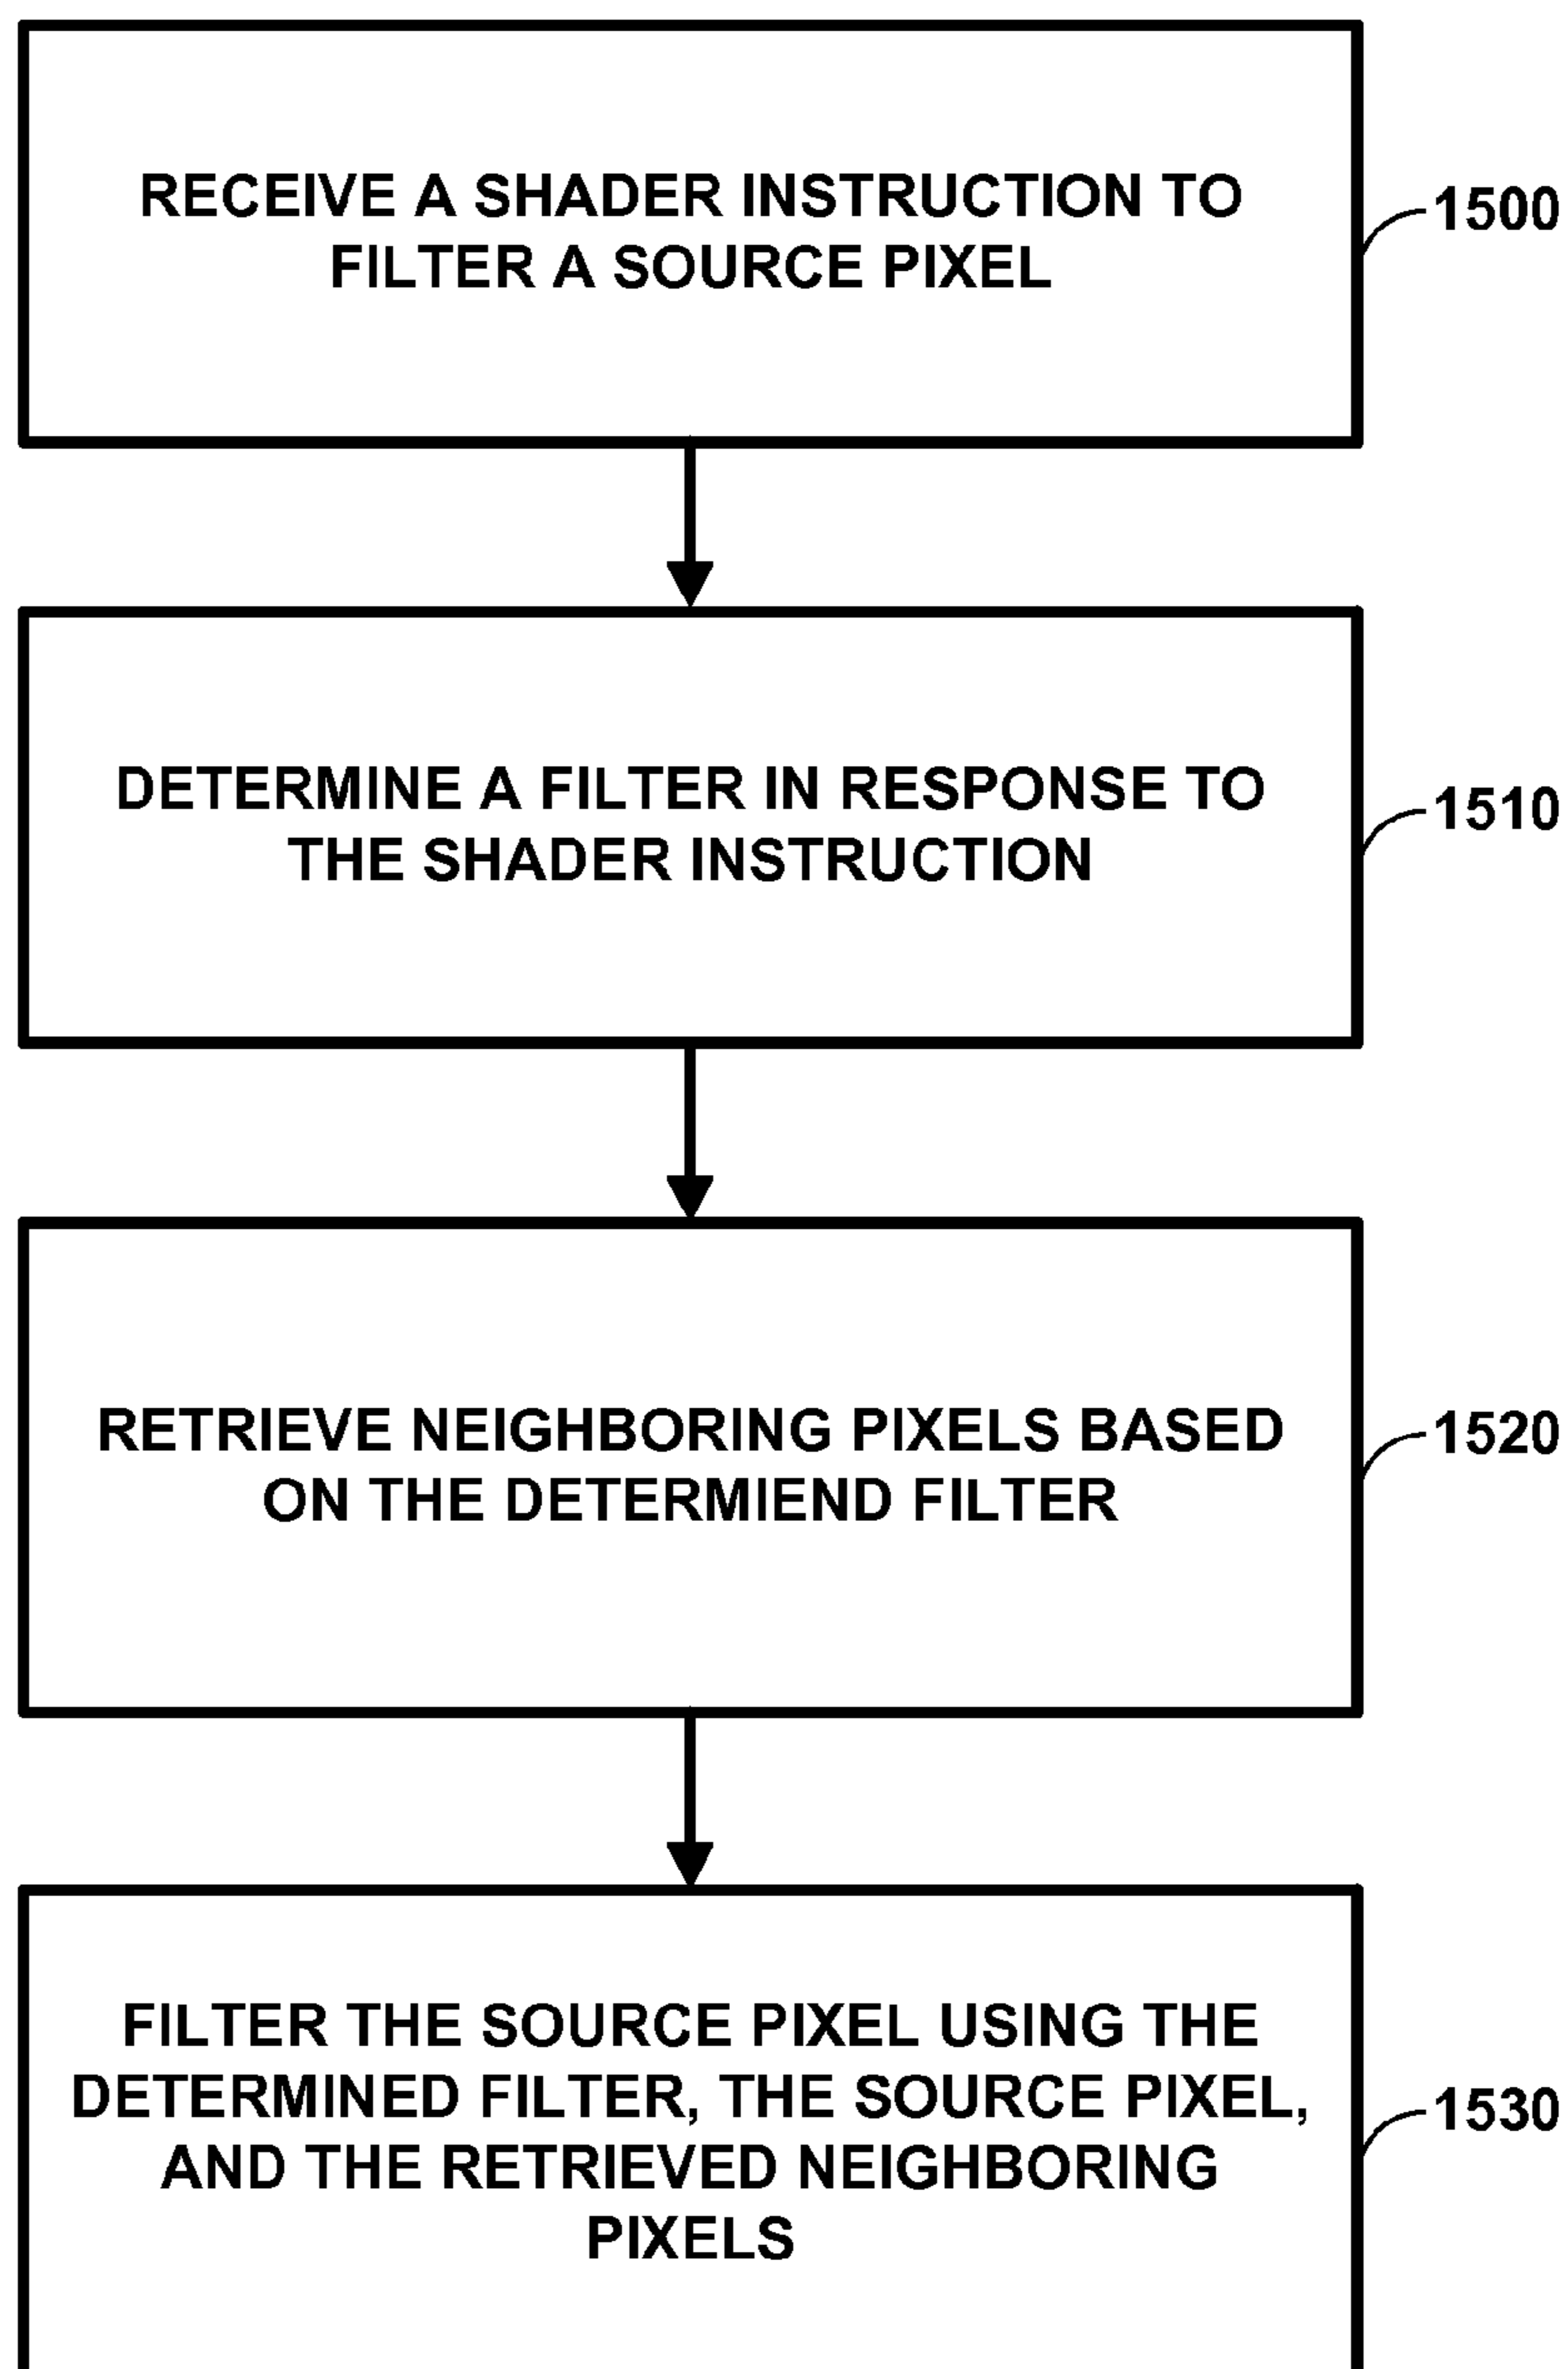 RECEIVE A SHADER INSTRUCTION TO
FILTER A SOURCE PIXEL
1500
DETERMINE A FILTER IN RESPONSE TO
THE SHADER INSTRUCTION
1510
RETRIEVE NEIGHBORING PIXELS BASED
ON THE DETERMIEND FILTER
1520
FILTER THE SOURCE PIXEL USING THE
DETERMINED FILTER, THE SOURCE PIXEL,
AND THE RETRIEVED NEIGHBORING
PIXELS
1530